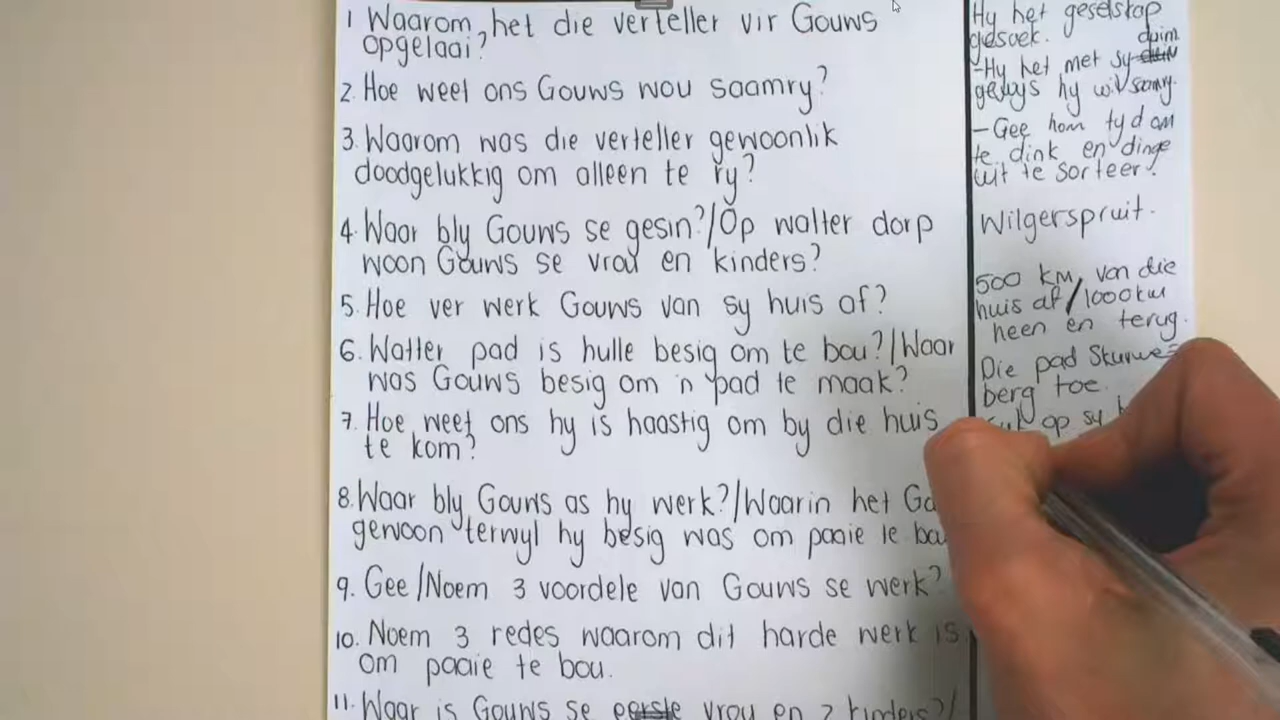 1 Waarom het die verteller vir Gouws
opgelaai?
2. Hoe weet ons Gouws wou saamry?
3. Waarom was die verteller gewoonlik
doodgelukkig om alleen te ry?
4. Waar bly Gouws se gesin?/Op watter dorp
woon Gouws se vrou en kinders?
5. Hoe ver werk Gouws van sy huis af?
6. Watter pad is hulle besig om te bou?/Waar
was Gouws besig om 'n pad te maak?
7. Hoe weet ons hy is haastig om by die huis
te kom?
8. Waar bly Gouws as hy werk?/Waarin het
gewoon terwyl hy besig was om paaie te
9. Gee/Noem 3 voordele van Gouws se werk?
10. Noem 3 redes waarom dit harde werk is
om paaie te bou.
11. Waar is Gouws se eerste vrou en 2 kinders?/
Hy het geselskap
gesoek.
duim
-Hy het met sy
gewys hy wil saamry.
-Gee hom tyd om
te dink en dinge
uit te sorteer.
Wilgerspruit.
500 km van die
huis af/1000km
heen en terug.
Die pad
berg toe.
op sy